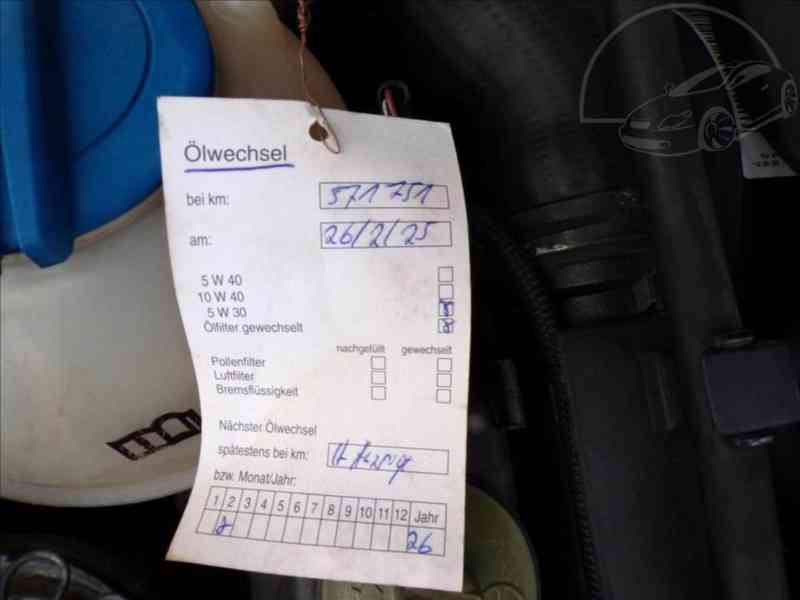 Ölwechsel
bei km: 571 751
am: 26/2/25
5 W 40
10 W 40
5 W 30
Ölfilter gewechselt
nachgefüllt gewechselt
Pollenfilter
Luftfilter
Bremsflüssigkeit
Nächster Ölwechsel
spätestens bei km:
bzw. Monat/Jahr:
1 2 3 4 5 6 7 8 9 10 11 12 Jahr
26